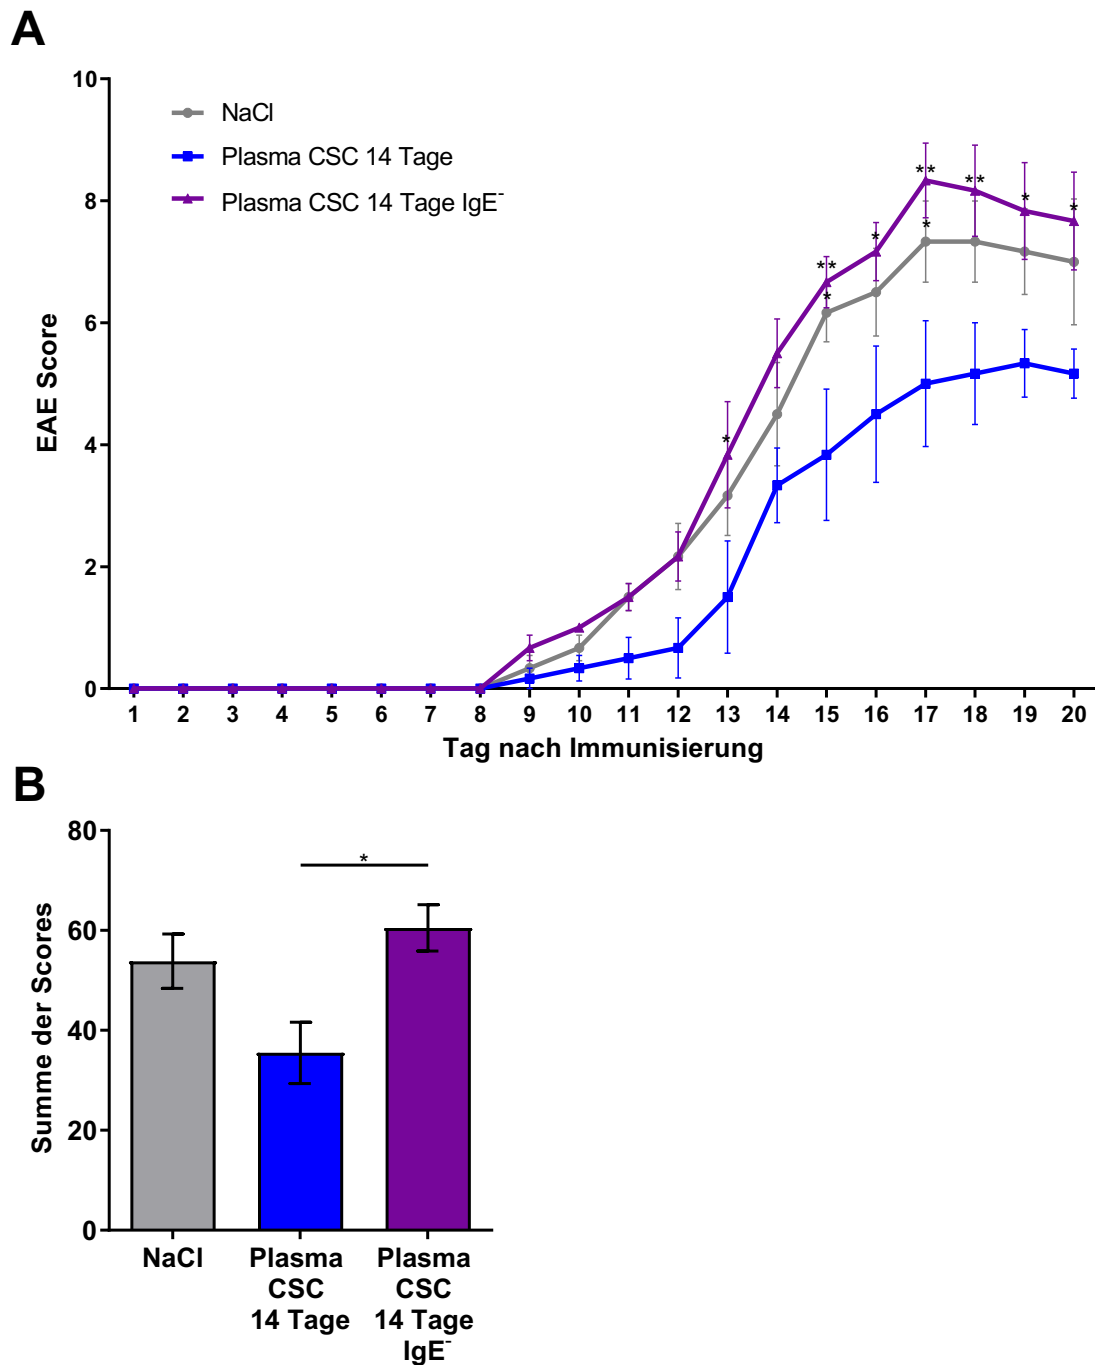 A
10
8
6
4
2
0
EAE Score
NaCl
Plasma CSC 14 Tage
Plasma CSC 14 Tage IgE⁻
** ** * *
** * *
* *
*
1 2 3 4 5 6 7 8 9 10 11 12 13 14 15 16 17 18 19 20
Tag nach Immunisierung
B
80
60
40
20
0
Summe der Scores
*
NaCl
Plasma
CSC
14 Tage
Plasma
CSC
14 Tage
IgE⁻